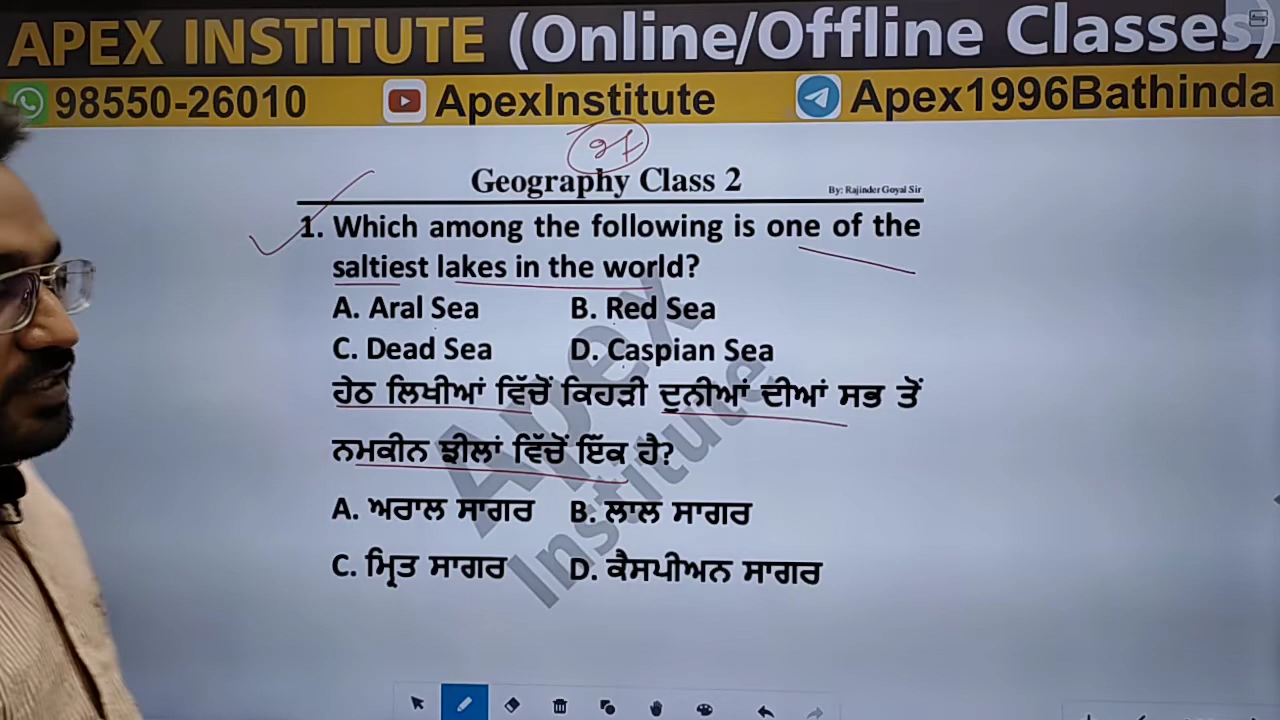 APEX INSTITUTE (Online/Offline Classes)
98550-26010 ApexInstitute Apex1996Bathinda
Geography Class 2 By: Rajinder Goyal Sir
1. Which among the following is one of the
saltiest lakes in the world?
A. Aral Sea B. Red Sea
C. Dead Sea D. Caspian Sea
ਹੇਠ ਲਿਖੀਆਂ ਵਿੱਚੋਂ ਕਿਹੜੀ ਦੁਨੀਆਂ ਦੀਆਂ ਸਭ ਤੋਂ
ਨਮਕੀਨ ਝੀਲਾਂ ਵਿੱਚੋਂ ਇੱਕ ਹੈ?
A. ਅਰਾਲ ਸਾਗਰ B. ਲਾਲ ਸਾਗਰ
C. ਮ੍ਰਿਤ ਸਾਗਰ D. ਕੈਸਪੀਅਨ ਸਾਗਰ
Apex
Institute